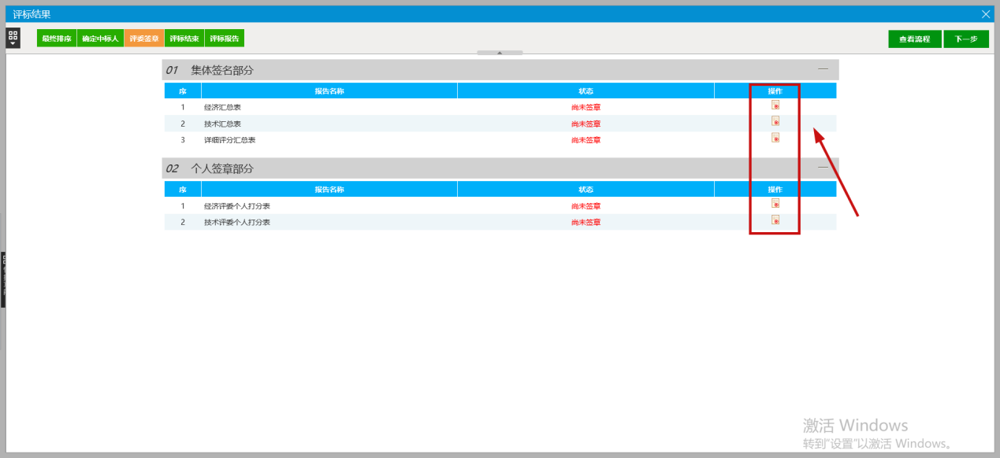 评标结果
最终排序 确定中标人 评委签章 评标结束 评标报告 查看流程 下一步
01 集体签名部分
序 报告名称 状态 操作
1 经济汇总表 尚未签章
2 技术汇总表 尚未签章
3 详细评分汇总表 尚未签章
02 个人签章部分
序 报告名称 状态 操作
1 经济评委个人打分表 尚未签章
2 技术评委个人打分表 尚未签章
激活 Windows
转到"设置"以激活 Windows。